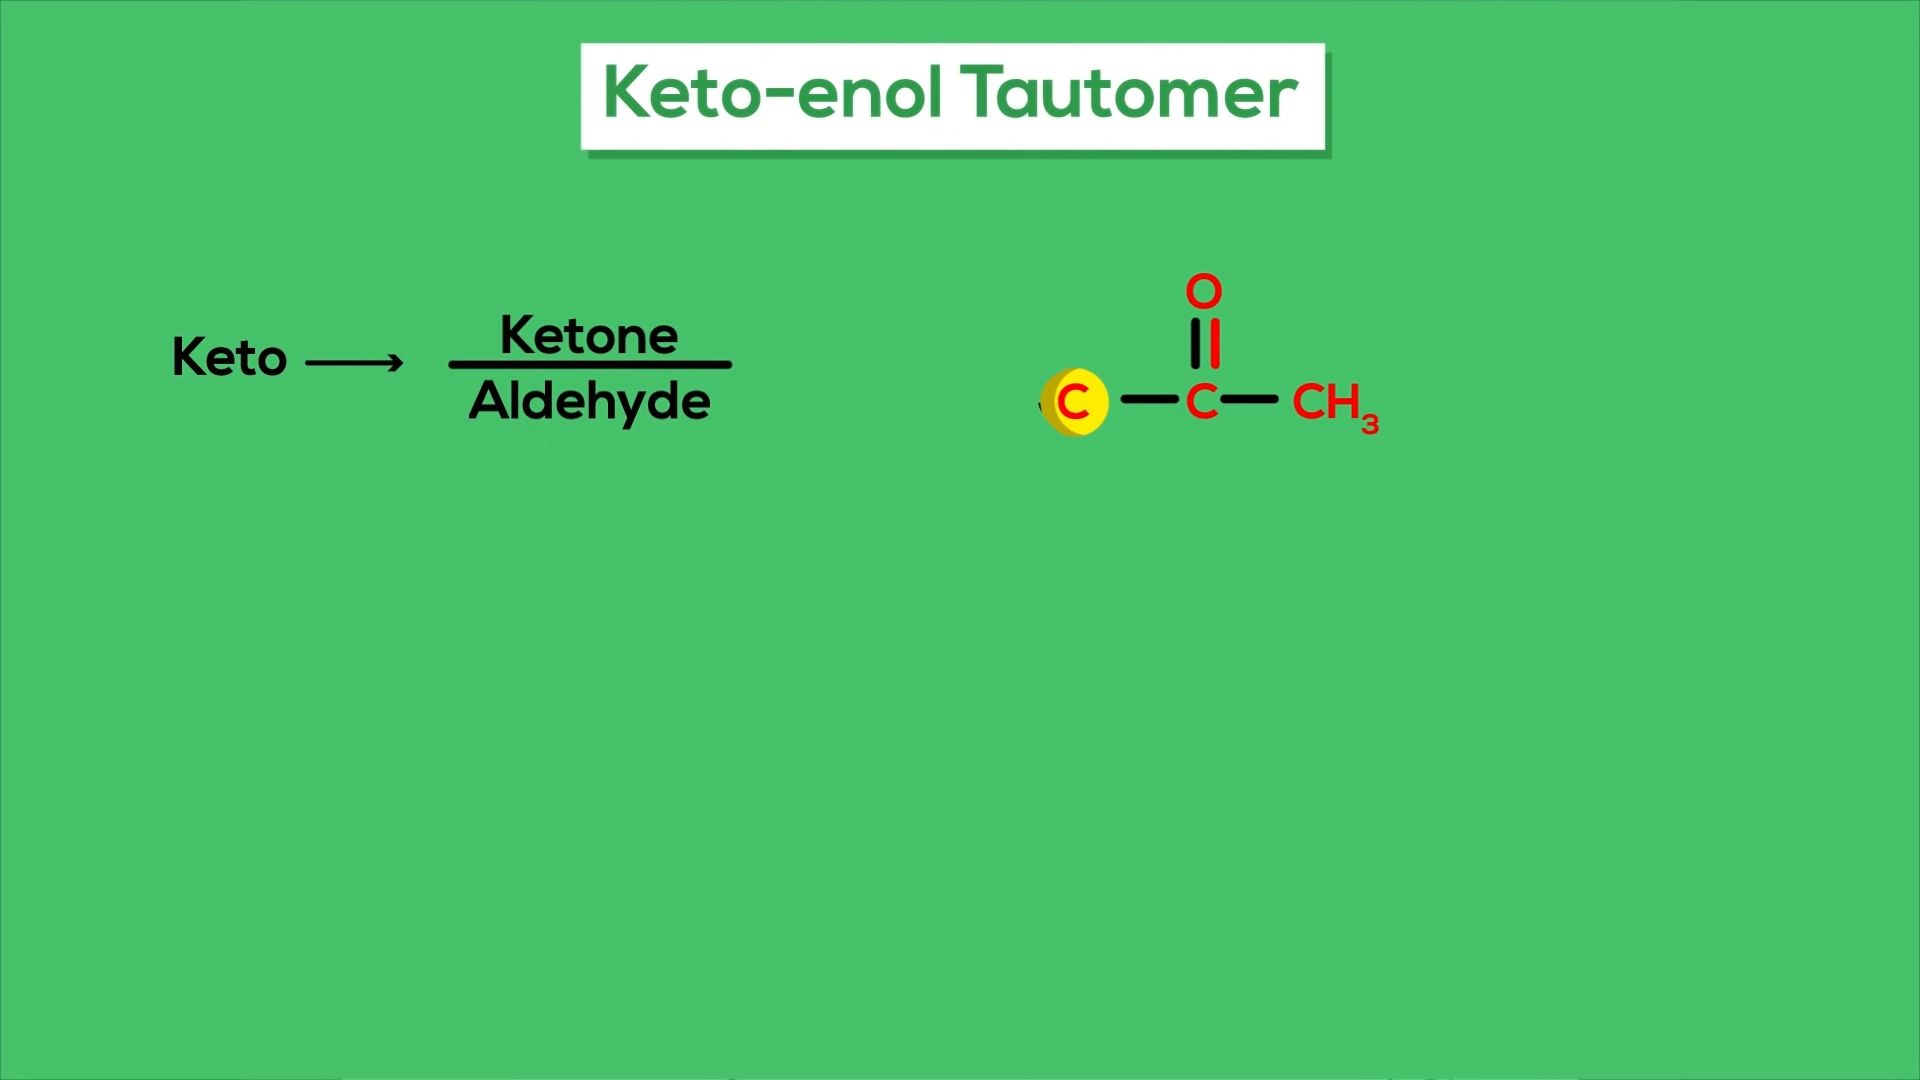 Keto-enol Tautomer
Keto → Ketone
Aldehyde
O
C — C — CH₃